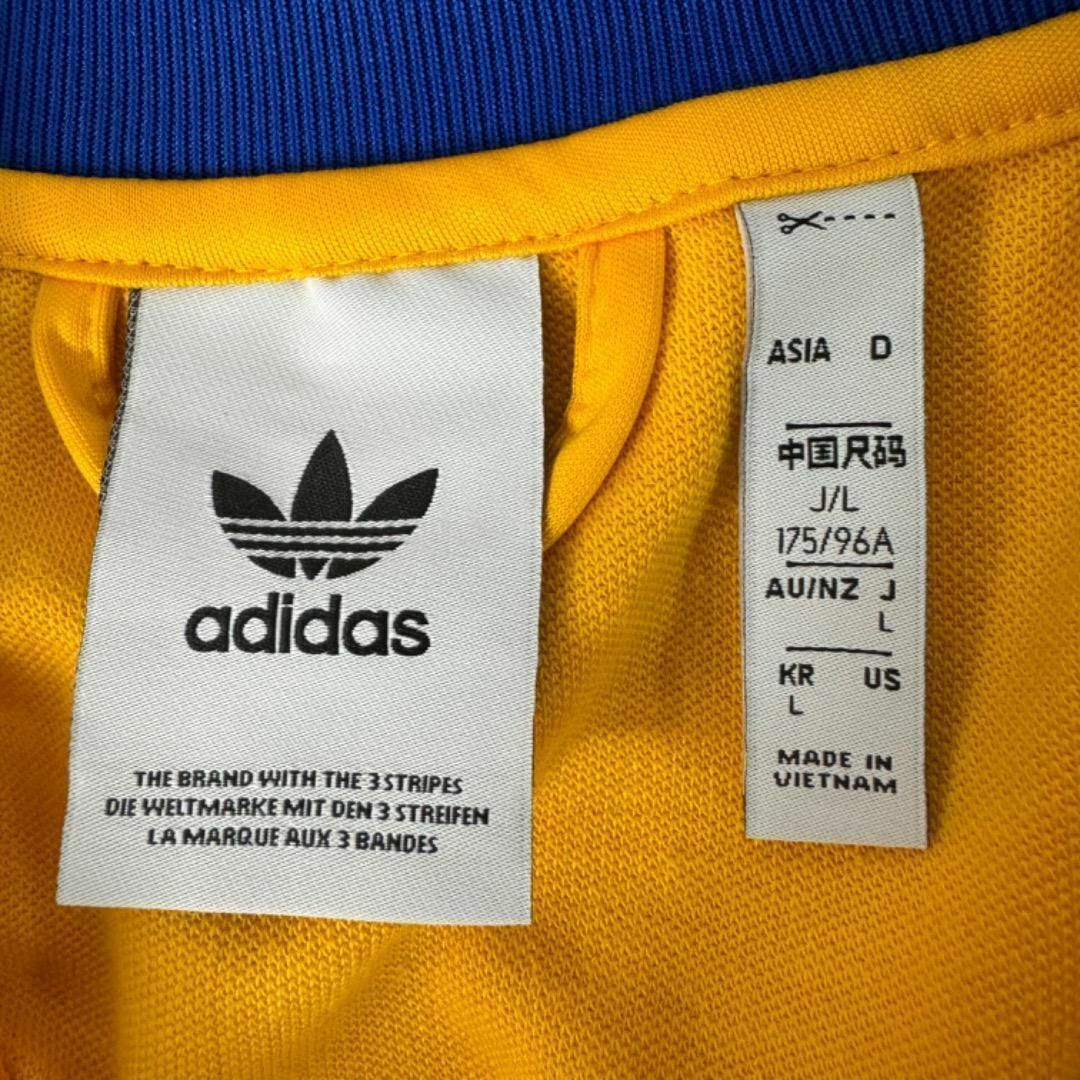 adidas
THE BRAND WITH THE 3 STRIPES
DIE WELTMARKE MIT DEN 3 STREIFEN
LA MARQUE AUX 3 BANDES
ASIA D
中国尺码
J/L
175/96A
AU/NZ J
L
KR US
L
MADE IN
VIETNAM